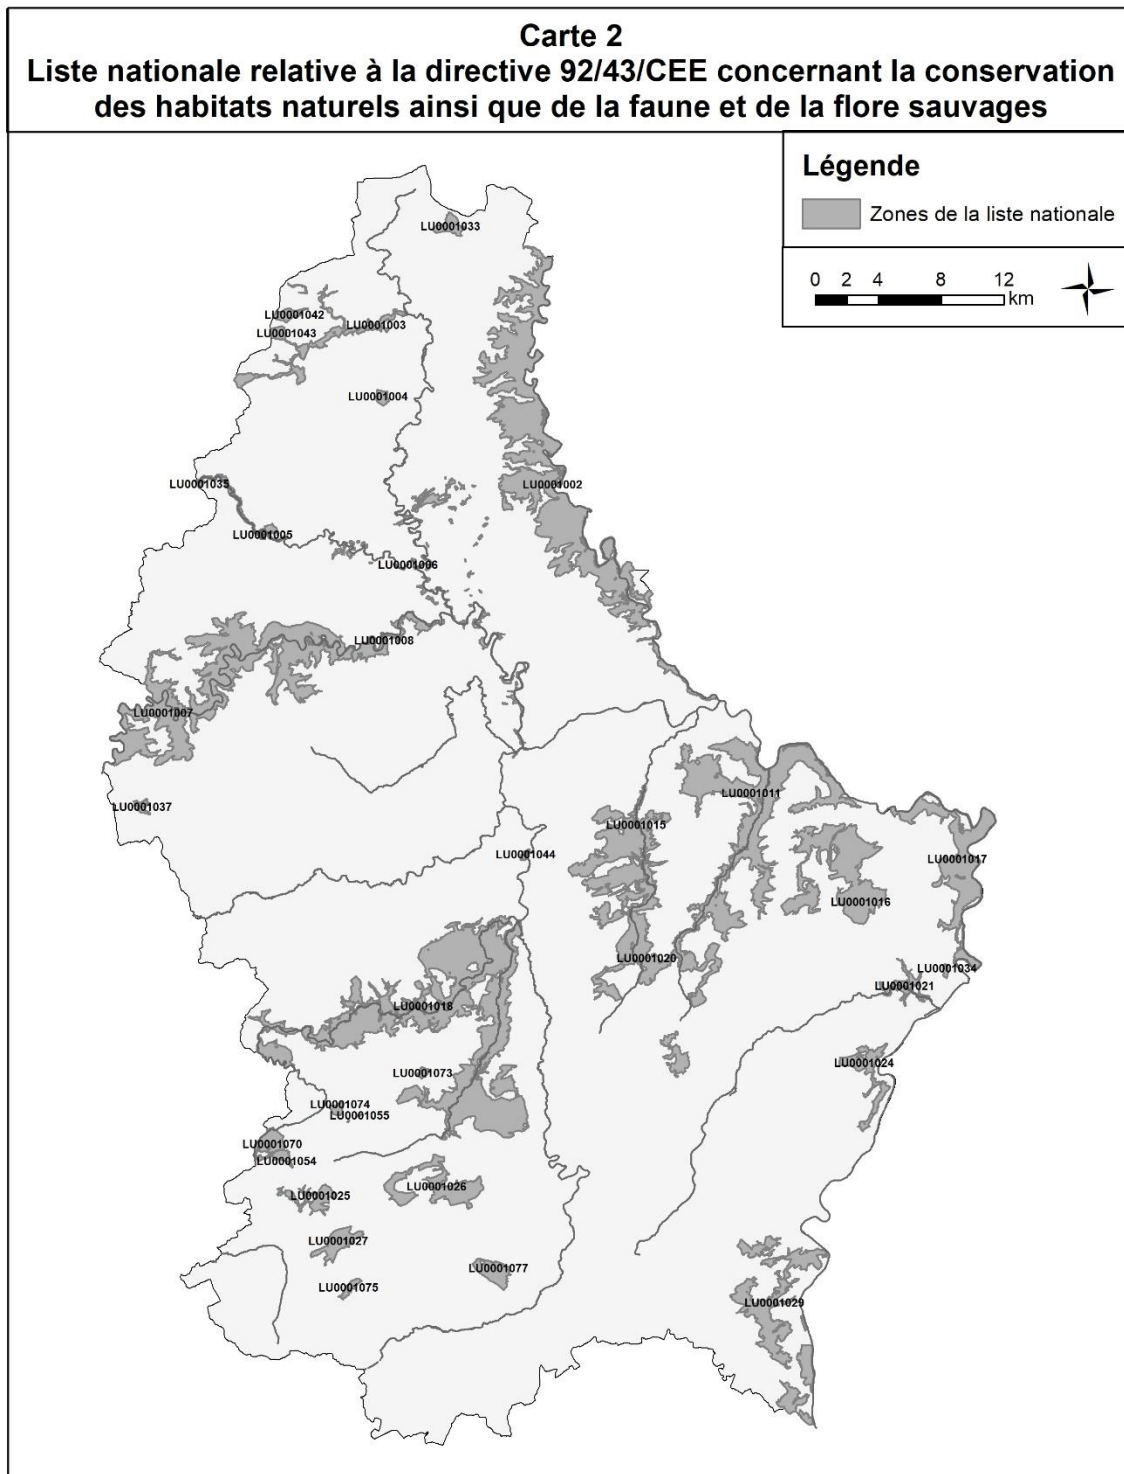 Carte 2
Liste nationale relative à la directive 92/43/CEE concernant la conservation
des habitats naturels ainsi que de la faune et de la flore sauvages
Légende
Zones de la liste nationale
0 2 4 8 12
km
LU0001033
LU0001042
LU0001003
LU0001043
LU0001004
LU0001035
LU0001002
LU0001005
LU0001006
LU0001008
LU0001007
LU0001011
LU0001037
LU0001015
LU0001044
LU0001017
LU0001016
LU0001020
LU0001034
LU0001021
LU0001018
LU0001024
LU0001073
LU0001074
LU0001055
LU0001070
LU0001054
LU0001026
LU0001025
LU0001027
LU0001077
LU0001075
LU0001029